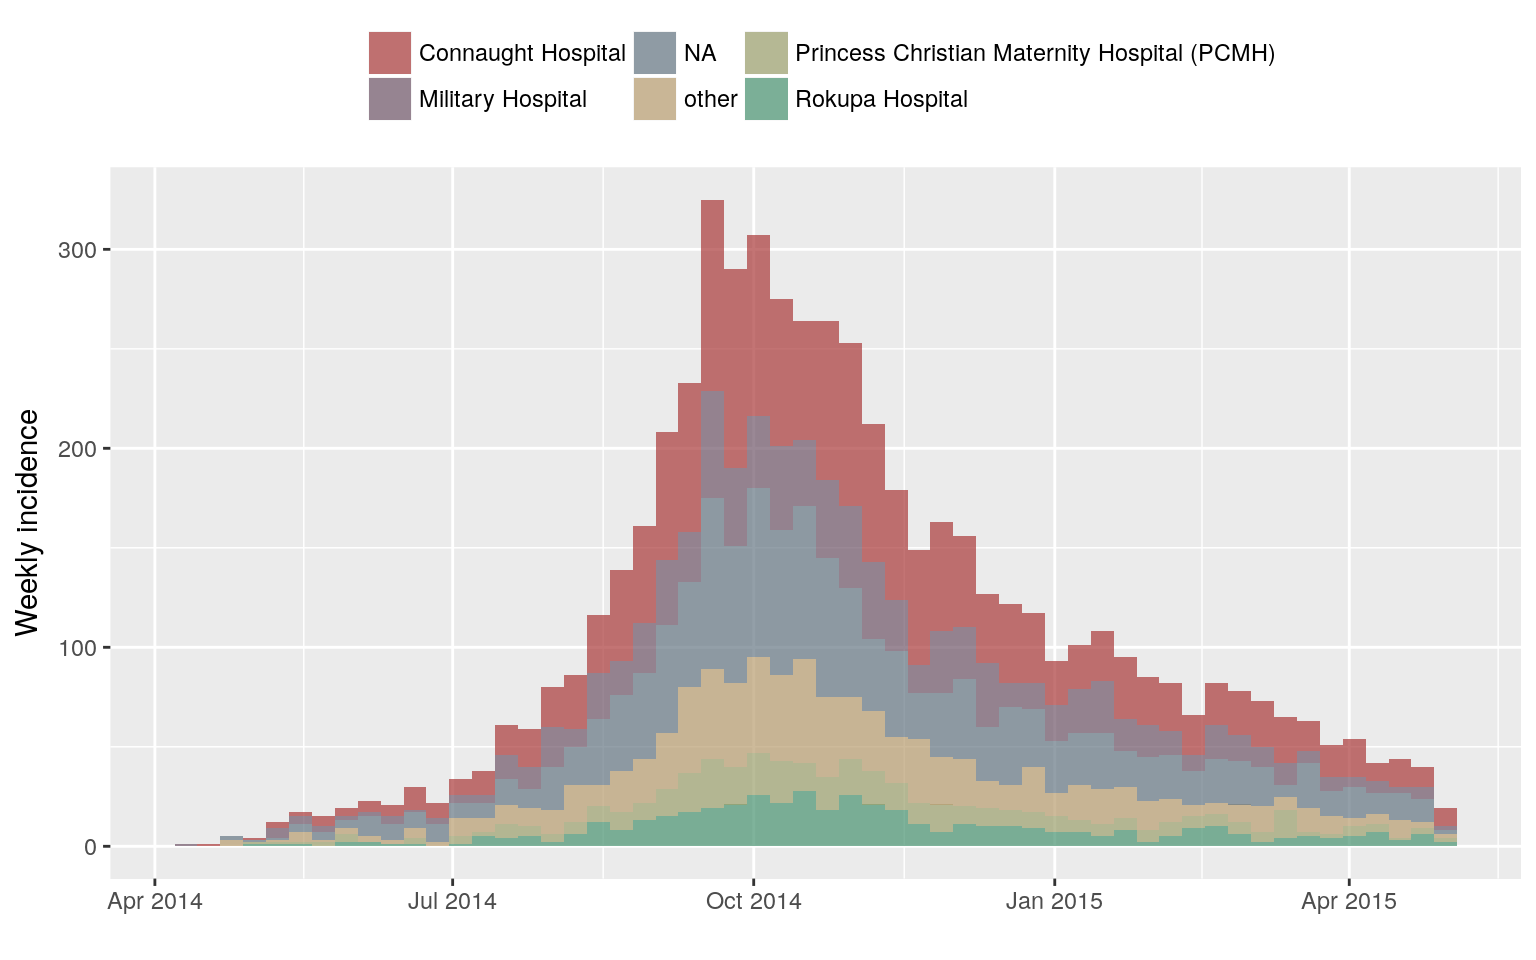 Connaught Hospital NA Princess Christian Maternity Hospital (PCMH)
Military Hospital other Rokupa Hospital
Weekly incidence
300
200
100
0
Apr 2014 Jul 2014 Oct 2014 Jan 2015 Apr 2015